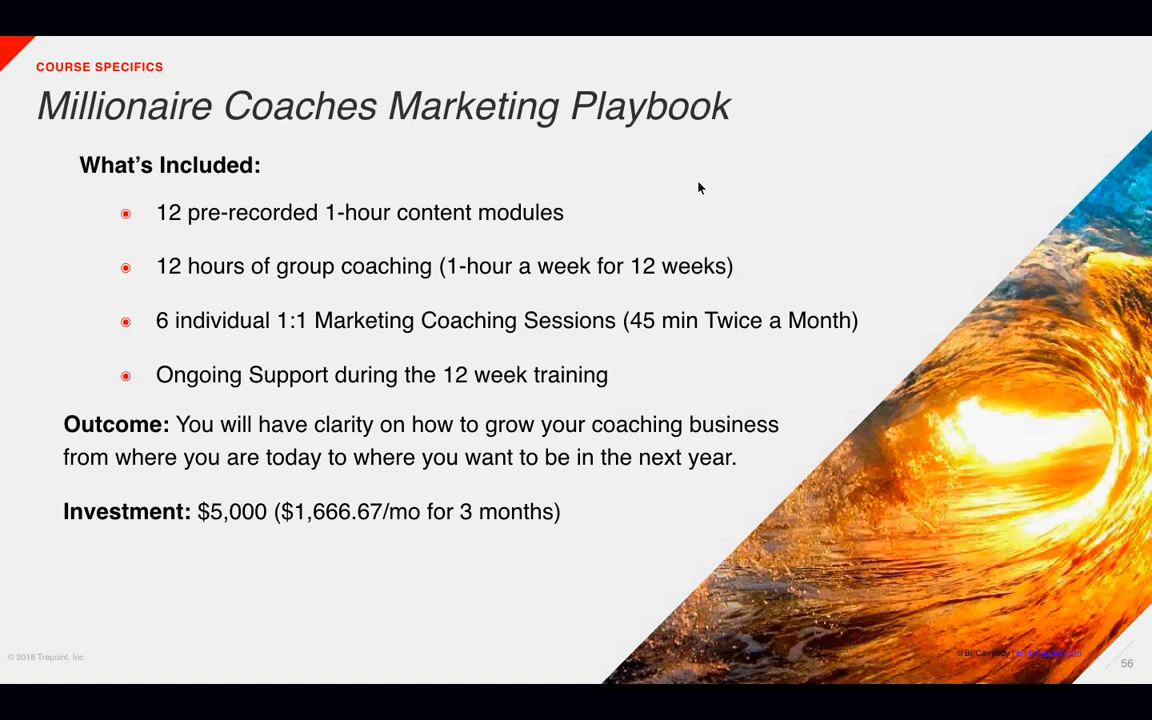 COURSE SPECIFICS
Millionaire Coaches Marketing Playbook
What’s Included:
12 pre-recorded 1-hour content modules
12 hours of group coaching (1-hour a week for 12 weeks)
6 individual 1:1 Marketing Coaching Sessions (45 min Twice a Month)
Ongoing Support during the 12 week training
Outcome: You will have clarity on how to grow your coaching business
from where you are today to where you want to be in the next year.
Investment: $5,000 ($1,666.67/mo for 3 months)
© 2018 Trepoint, Inc
56